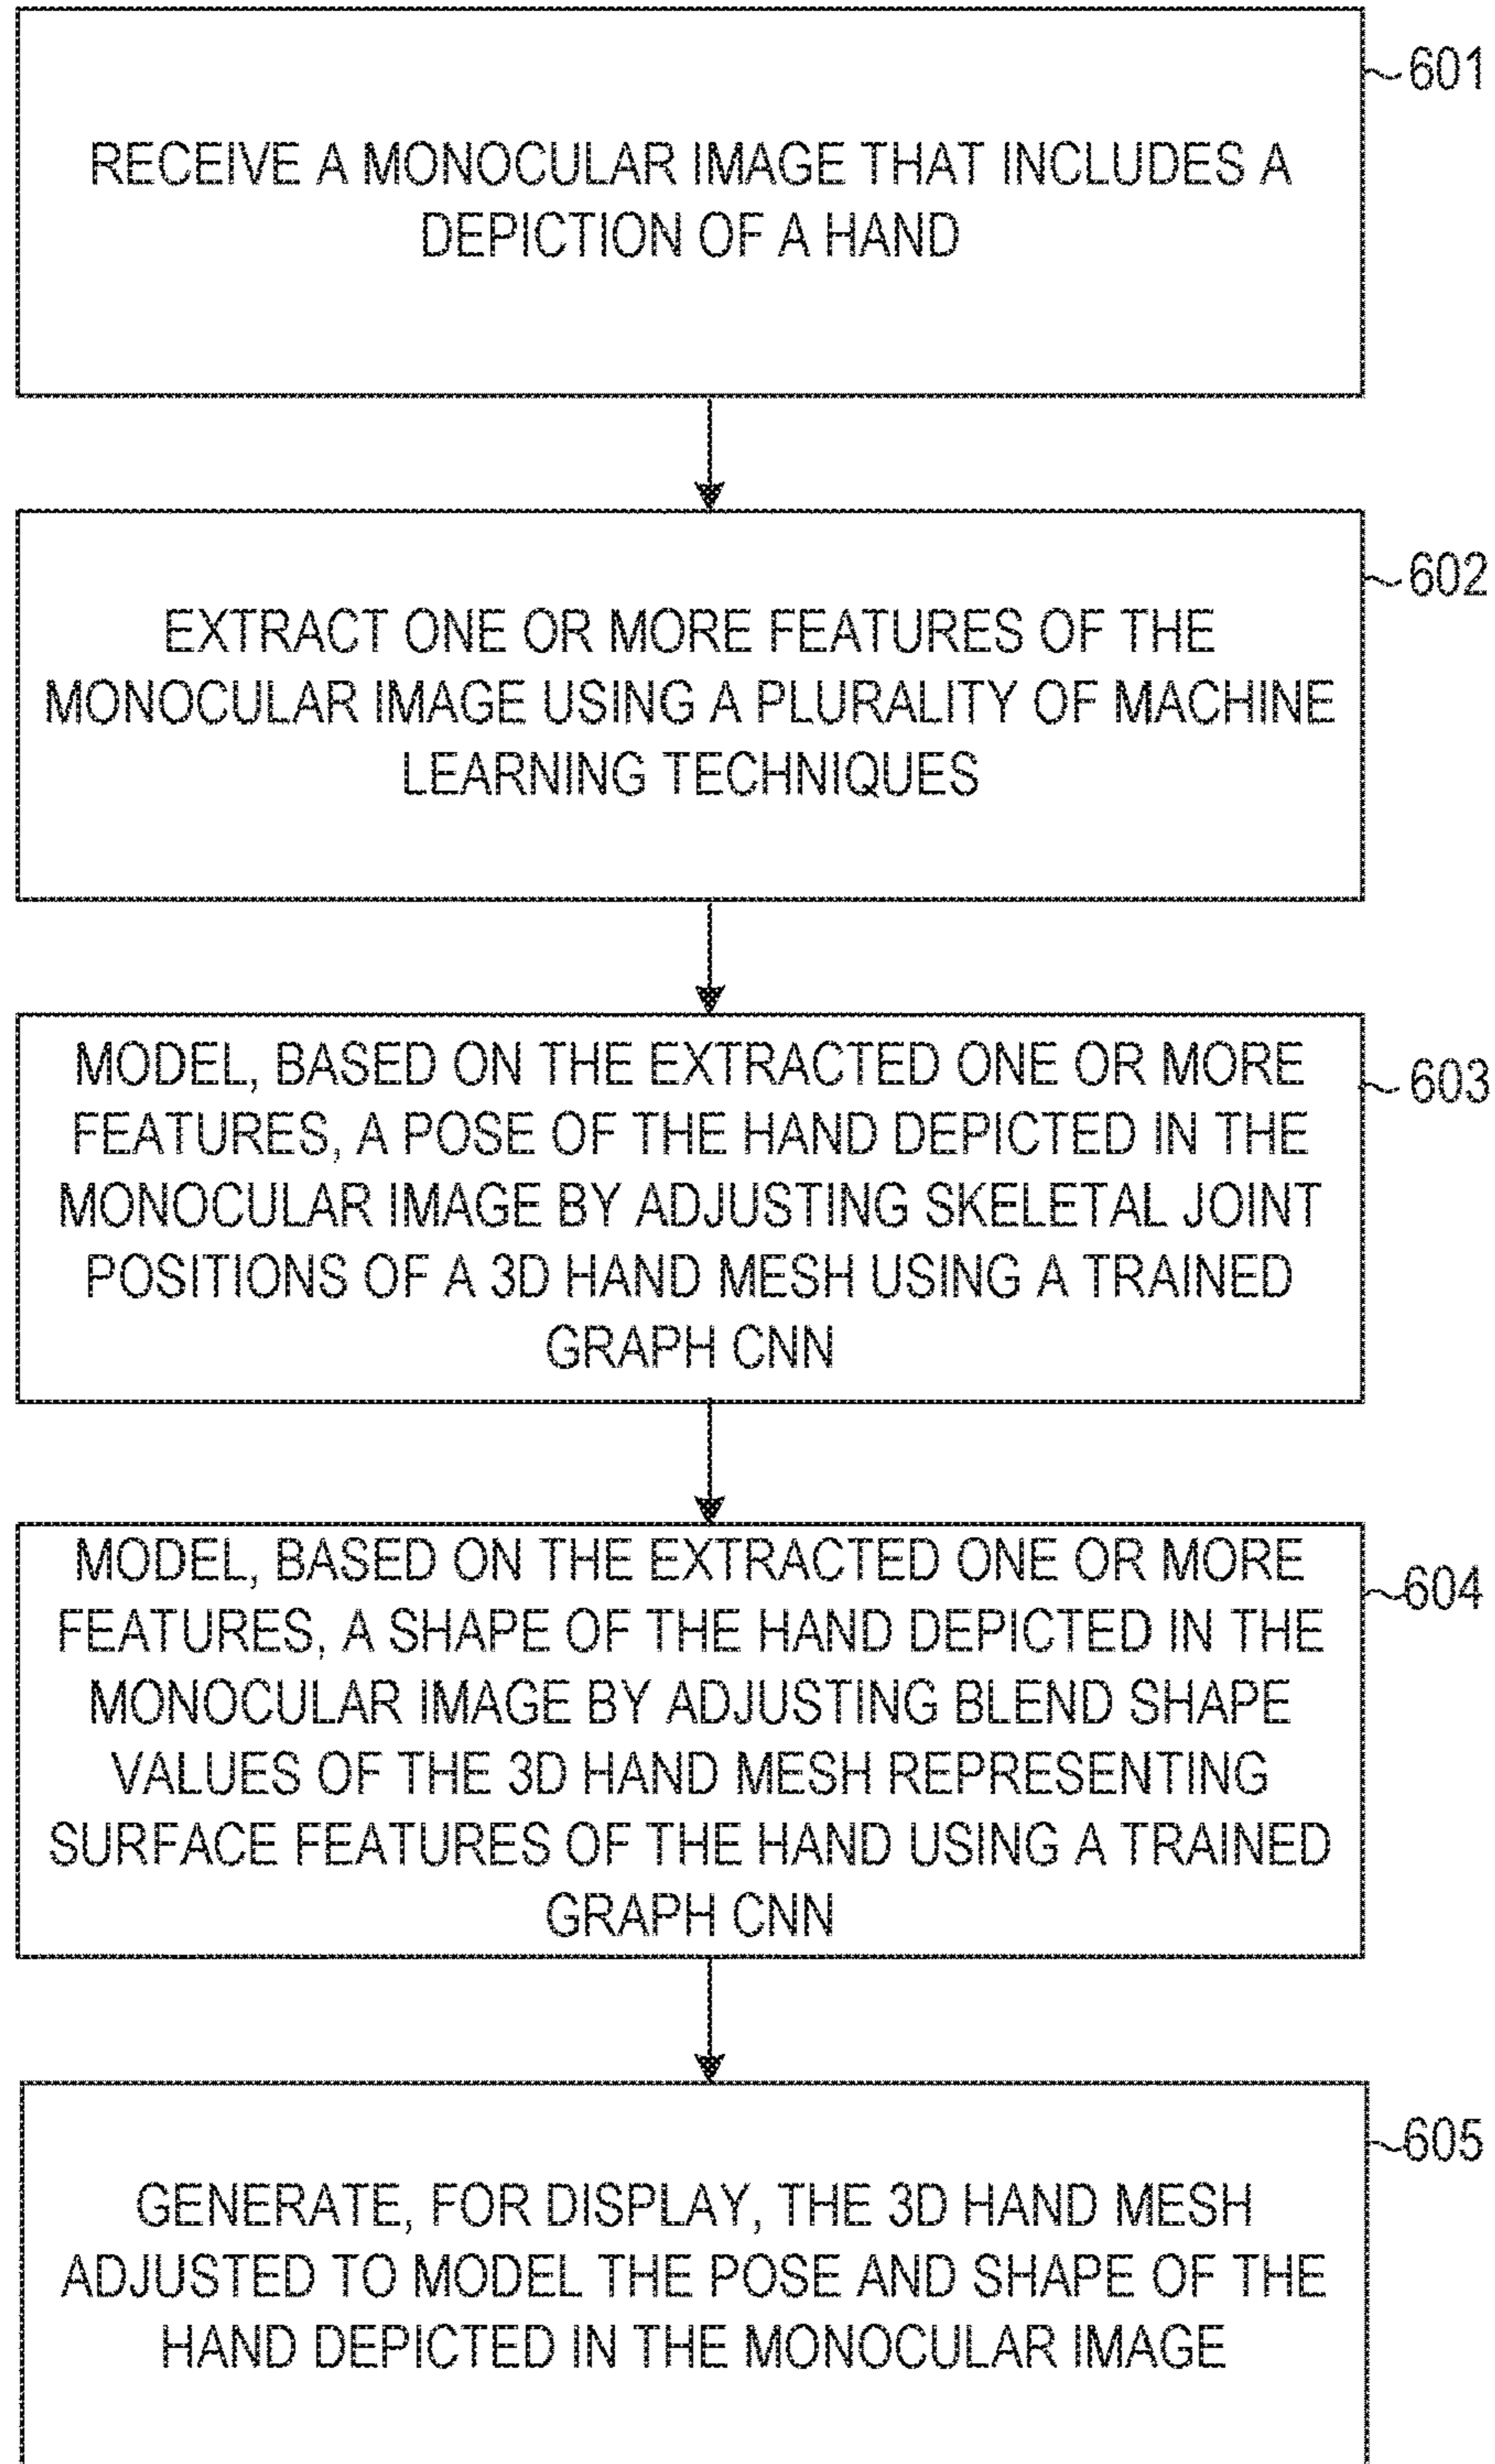 RECEIVE A MONOCULAR IMAGE THAT INCLUDES A
DEPICTION OF A HAND
601
EXTRACT ONE OR MORE FEATURES OF THE
MONOCULAR IMAGE USING A PLURALITY OF MACHINE
LEARNING TECHNIQUES
602
MODEL, BASED ON THE EXTRACTED ONE OR MORE
FEATURES, A POSE OF THE HAND DEPICTED IN THE
MONOCULAR IMAGE BY ADJUSTING SKELETAL JOINT
POSITIONS OF A 3D HAND MESH USING A TRAINED
GRAPH CNN
603
MODEL, BASED ON THE EXTRACTED ONE OR MORE
FEATURES, A SHAPE OF THE HAND DEPICTED IN THE
MONOCULAR IMAGE BY ADJUSTING BLEND SHAPE
VALUES OF THE 3D HAND MESH REPRESENTING
SURFACE FEATURES OF THE HAND USING A TRAINED
GRAPH CNN
604
GENERATE, FOR DISPLAY, THE 3D HAND MESH
ADJUSTED TO MODEL THE POSE AND SHAPE OF THE
HAND DEPICTED IN THE MONOCULAR IMAGE
605